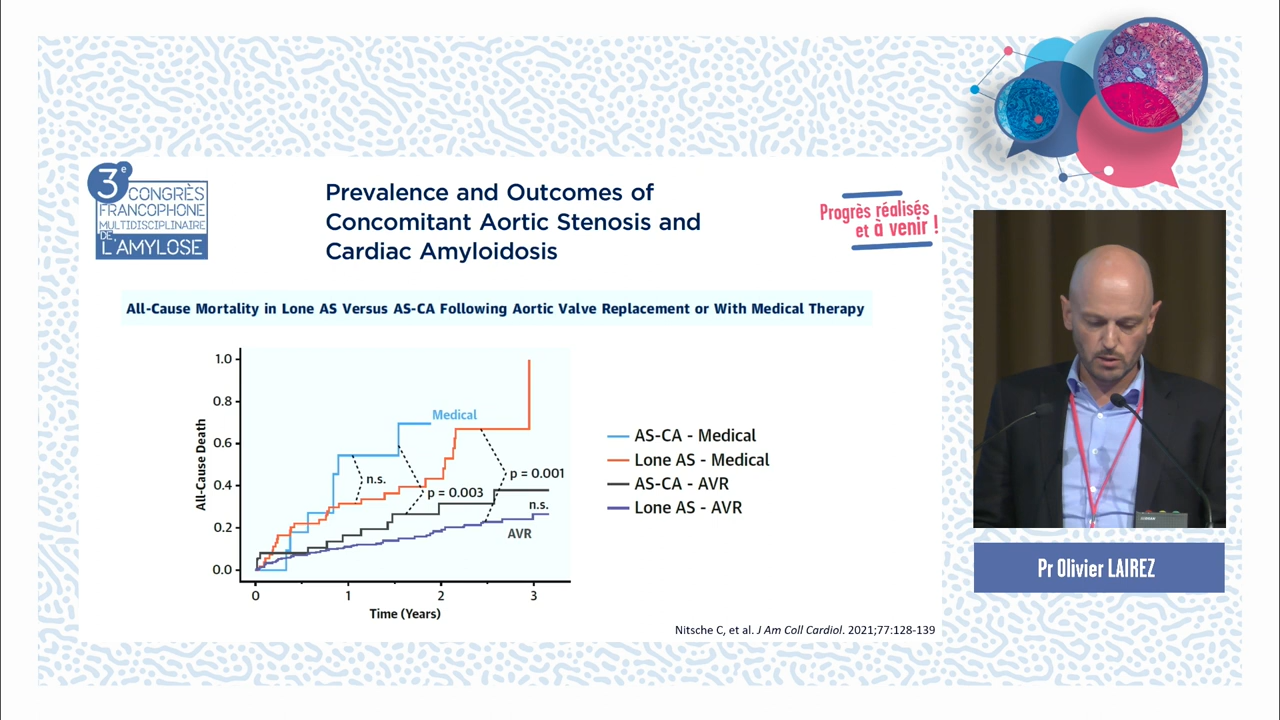 3e
CONGRÈS
FRANCOPHONE
MULTIDISCIPLINAIRE
DE
L'AMYLOSE
Prevalence and Outcomes of
Concomitant Aortic Stenosis and
Cardiac Amyloidosis
Progrès réalisés
et à venir !
All-Cause Mortality in Lone AS Versus AS-CA Following Aortic Valve Replacement or With Medical Therapy
All-Cause Death
1.0
0.8
0.6
0.4
0.2
0.0
Medical
n.s.
p = 0.003
p = 0.001
n.s.
AVR
0
1
2
3
Time (Years)
AS-CA - Medical
Lone AS - Medical
AS-CA - AVR
Lone AS - AVR
Nitsche C, et al. J Am Coll Cardiol. 2021;77:128-139
Pr Olivier LAIREZ